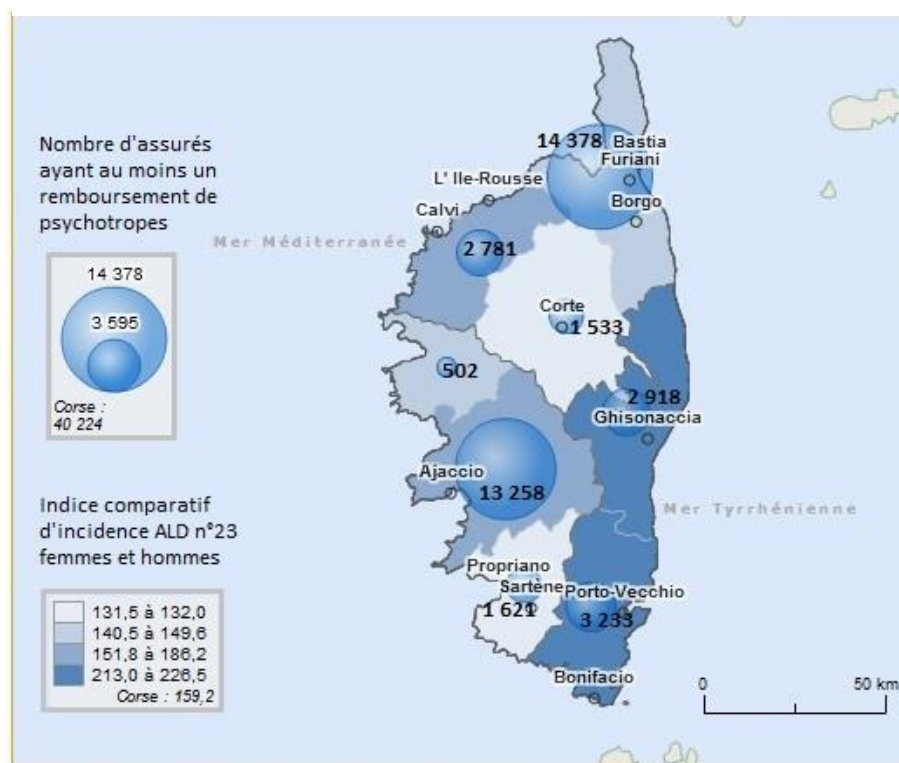 Nombre d'assurés
ayant au moins un
remboursement de
psychotropes
14 378
3 595
Corse :
40 224
Indice comparatif
d'incidence ALD n°23
femmes et hommes
131,5 à 132,0
140,5 à 149,6
151,8 à 186,2
213,0 à 226,5
Corse : 159,2
14 378
Bastia
Furiani
L' Ile-Rousse
Borgo
Calvi
Mer Méditerranée
2 781
Corte
1 533
502
2 918
Ghisonaccia
Ajaccio
13 258
Mer Tyrrhénienne
Propriano
Sartène
Porto-Vecchio
1 621
3 233
Bonifacio
0
50 km